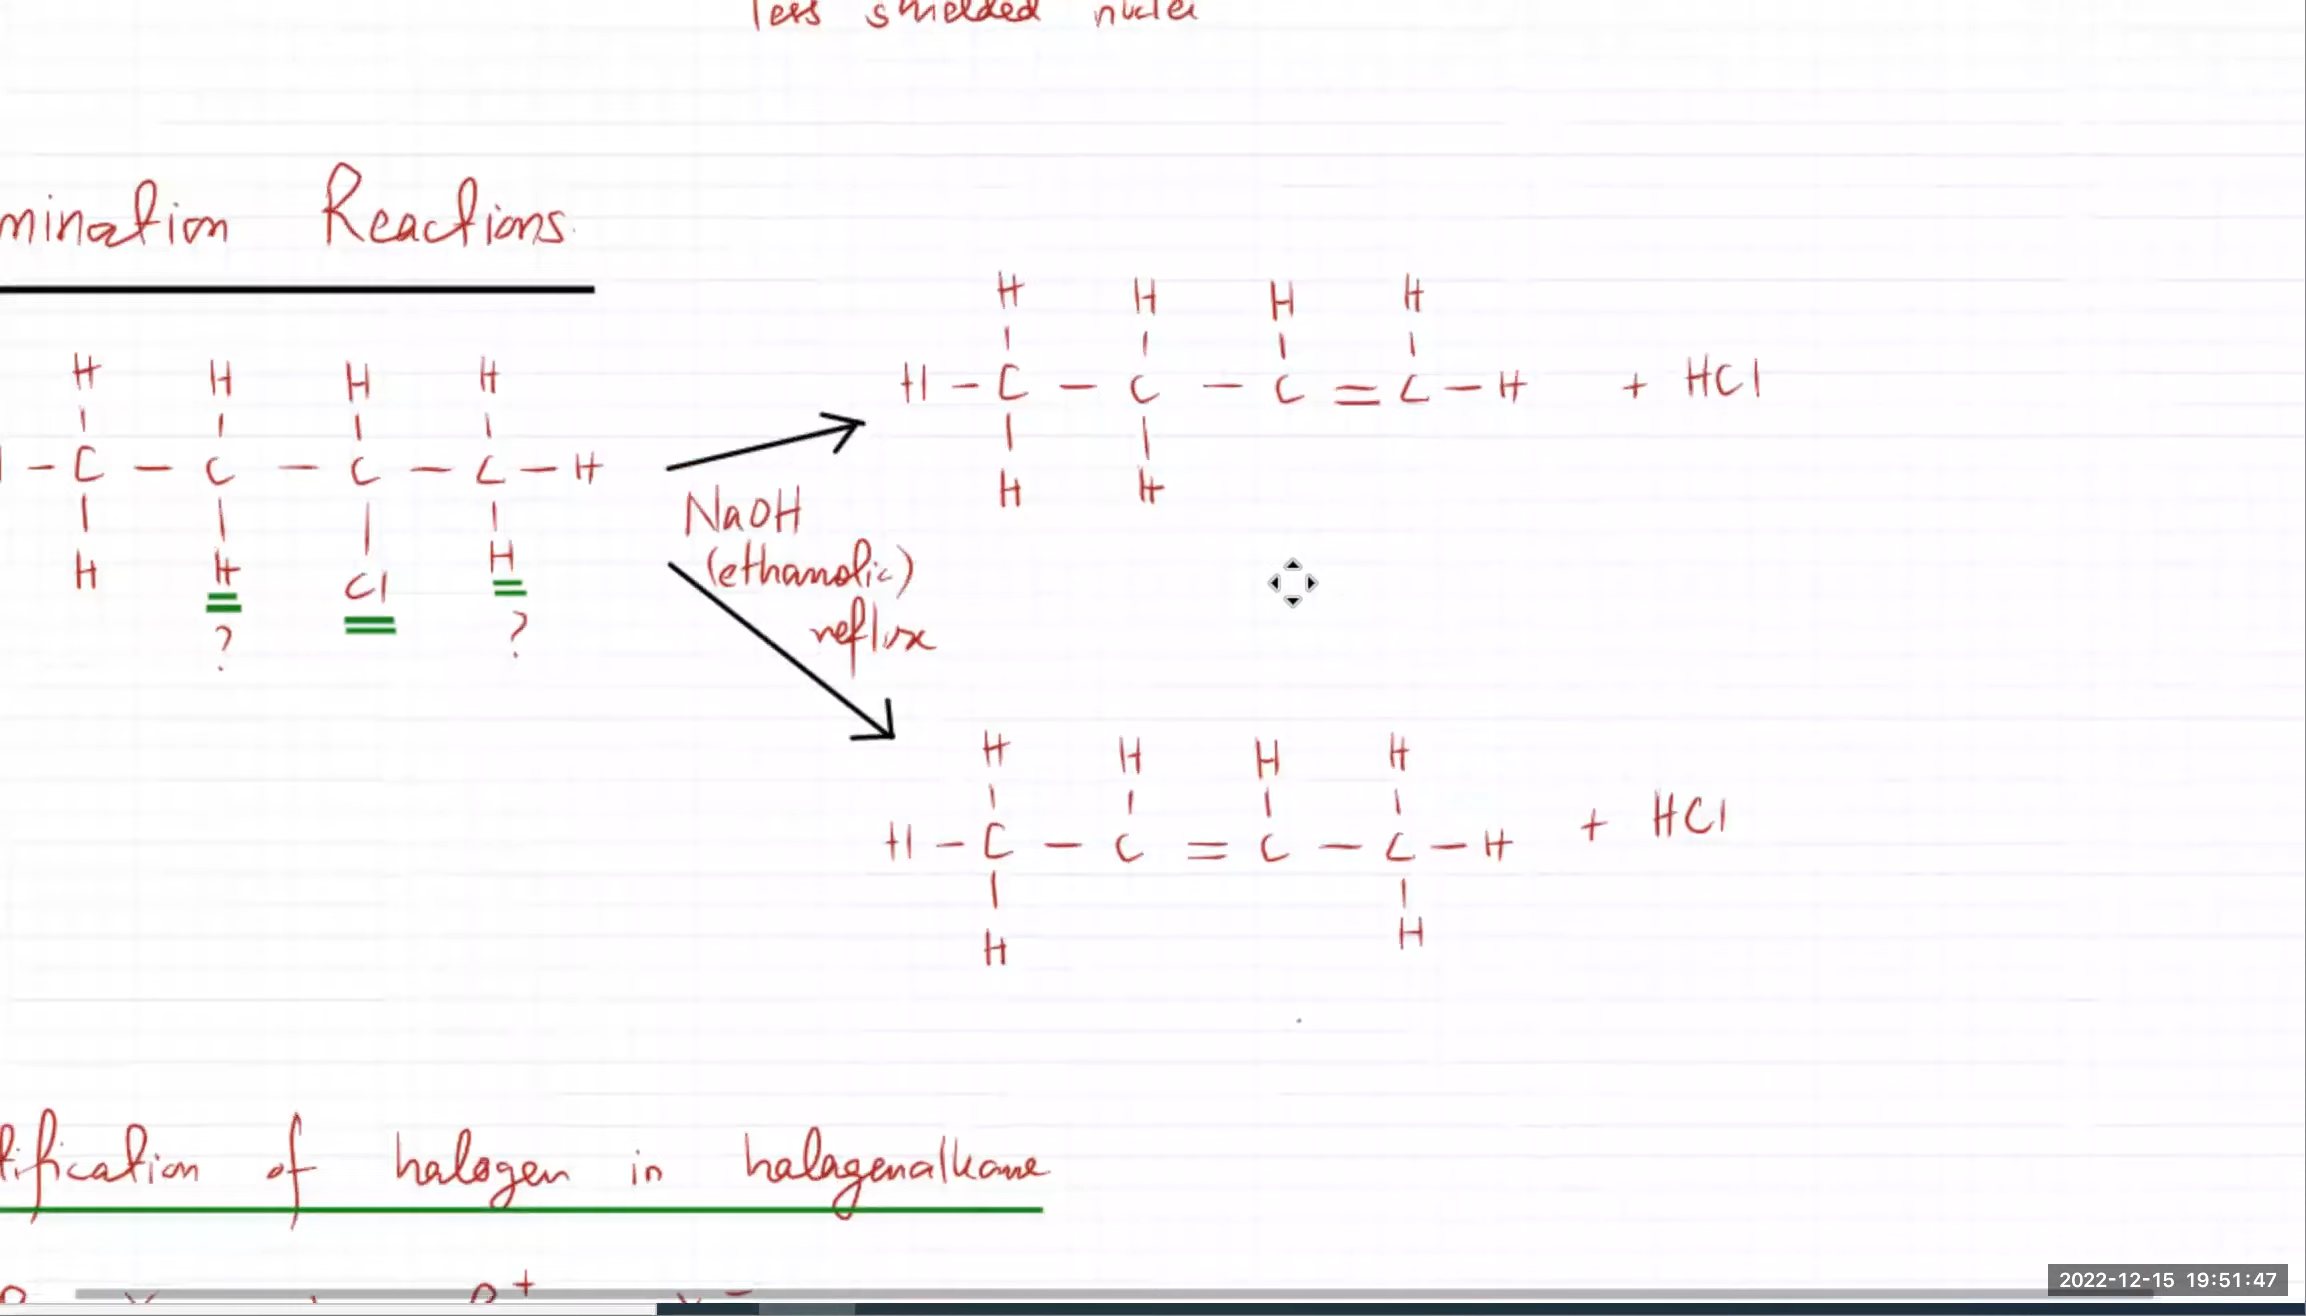 less shielded nuclei
mination Reactions
H H H H
H - C - C - C = C - H + HCl
H H
H H H H
- C - C - C - C - H
H H Cl H
? ?
NaOH
(ethanolic)
reflux
H H H H
H - C - C = C - C - H + HCl
H H
tification of halogen in halogenalkane
2022-12-15 19:51:47